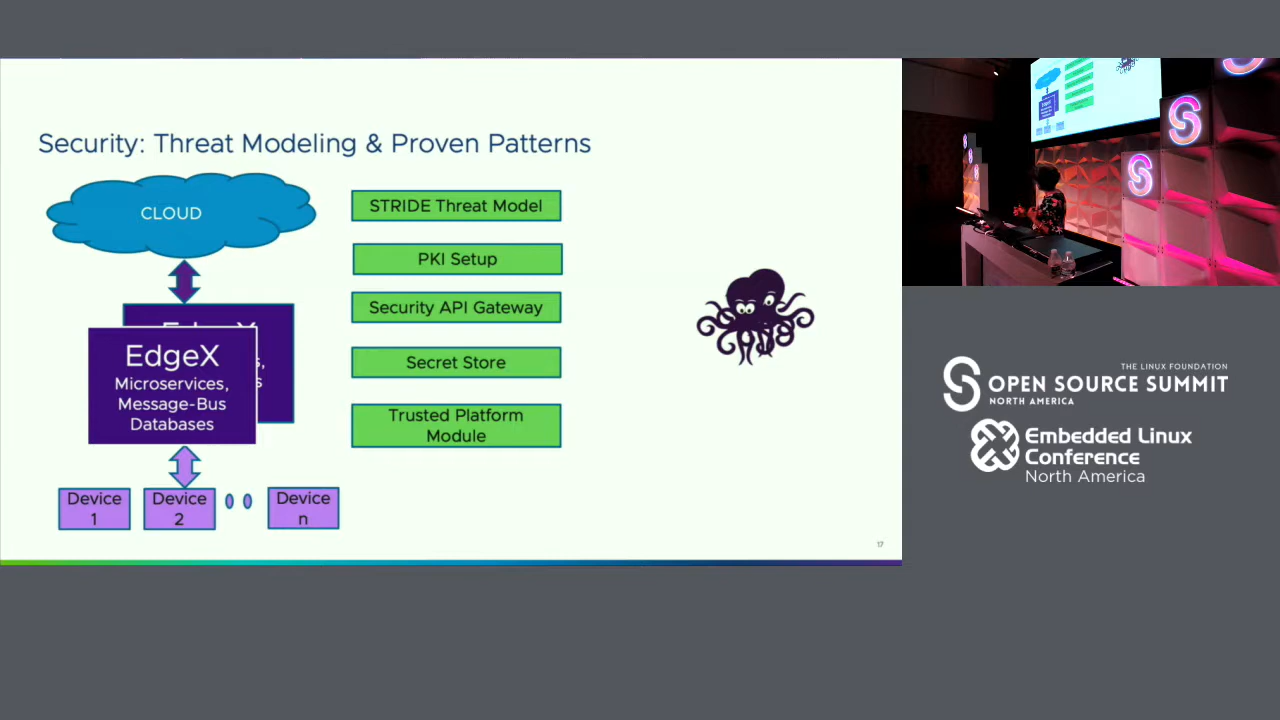 Security: Threat Modeling & Proven Patterns
CLOUD
STRIDE Threat Model
PKI Setup
Security API Gateway
Secret Store
Trusted Platform
Module
EdgeX
EdgeX
Microservices,
Message-Bus
Databases
Device
1
Device
2
Device
n
17
THE LINUX FOUNDATION
OPEN SOURCE SUMMIT
NORTH AMERICA
Embedded Linux
Conference
North America